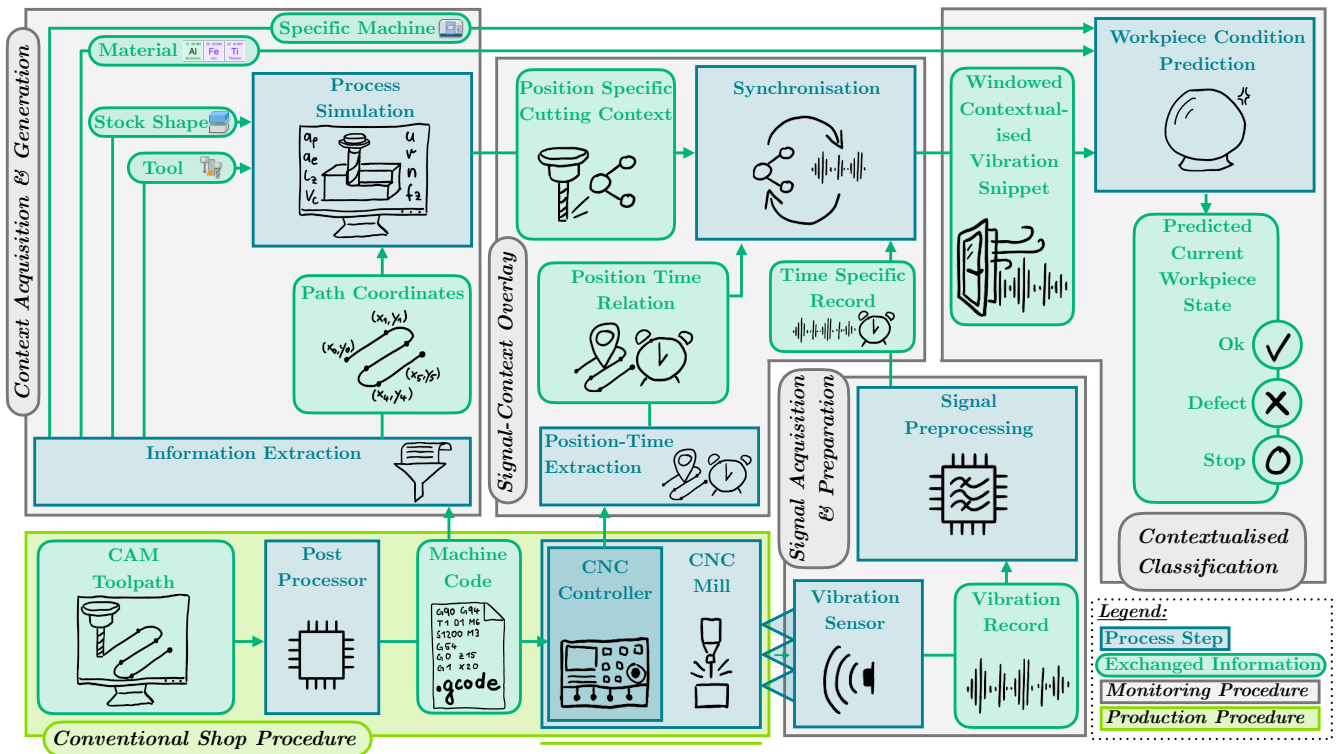 Context Acquisition & Generation
Specific Machine
Material
Al
Fe
Ti
Stock Shape
Tool
Process
Simulation
ap
ae
Vc
u
v
n
fz
Path Coordinates
(x₁,y₁)
(x₀,y₀)
(x₅,y₅)
(x₄,y₄)
Information Extraction
Signal-Context Overlay
Position Specific
Cutting Context
Synchronisation
Position Time
Relation
Time Specific
Record
Position-Time
Extraction
Windowed
Contextual-
ised
Vibration
Snippet
Workpiece Condition
Prediction
Predicted
Current
Workpiece
State
Ok
Defect
Stop
Contextualised
Classification
Signal Acquisition
& Preparation
Signal
Preprocessing
Vibration
Sensor
Vibration
Record
CAM
Toolpath
Post
Processor
Machine
Code
G90 G94
T1 D1 M6
S1200 M3
G54
G0 Z15
G1 X20
.gcode
CNC
Controller
CNC
Mill
Conventional Shop Procedure
Legend:
Process Step
Exchanged Information
Monitoring Procedure
Production Procedure